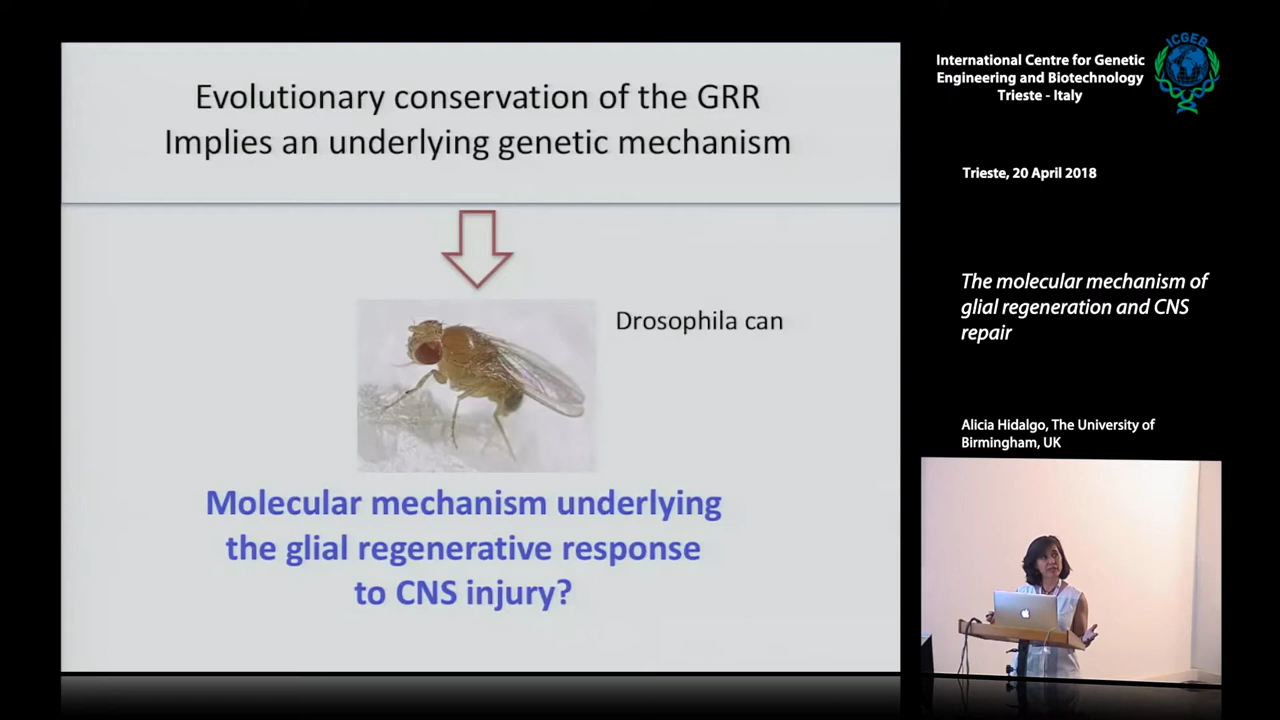 Evolutionary conservation of the GRR
Implies an underlying genetic mechanism
Drosophila can
Molecular mechanism underlying
the glial regenerative response
to CNS injury?
International Centre for Genetic
Engineering and Biotechnology
Trieste - Italy
ICGEB
Trieste, 20 April 2018
The molecular mechanism of
glial regeneration and CNS
repair
Alicia Hidalgo, The University of
Birmingham, UK